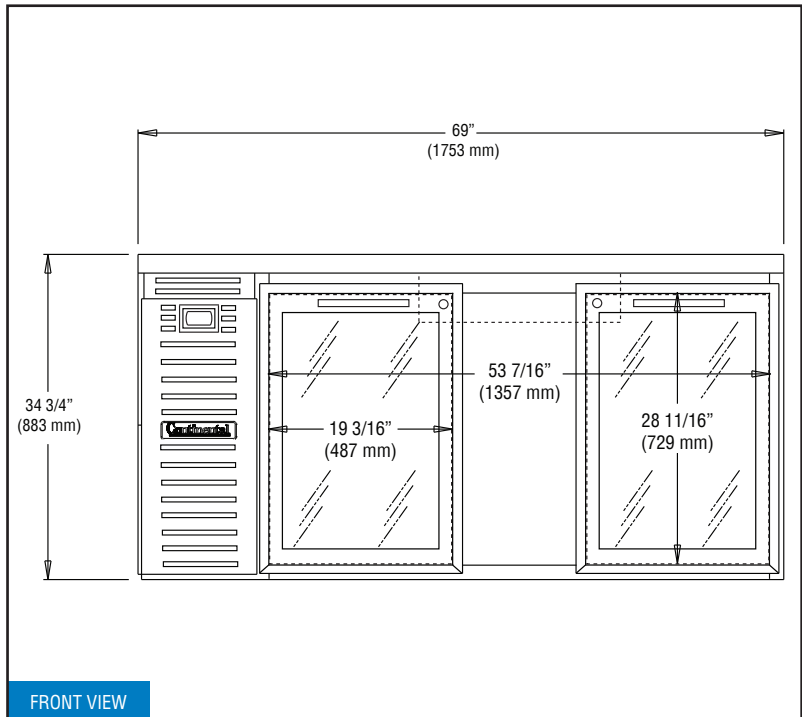 69”
(1753 mm)
34 3/4”
(883 mm)
53 7/16”
(1357 mm)
19 3/16”
(487 mm)
28 11/16”
(729 mm)
Continental
FRONT VIEW